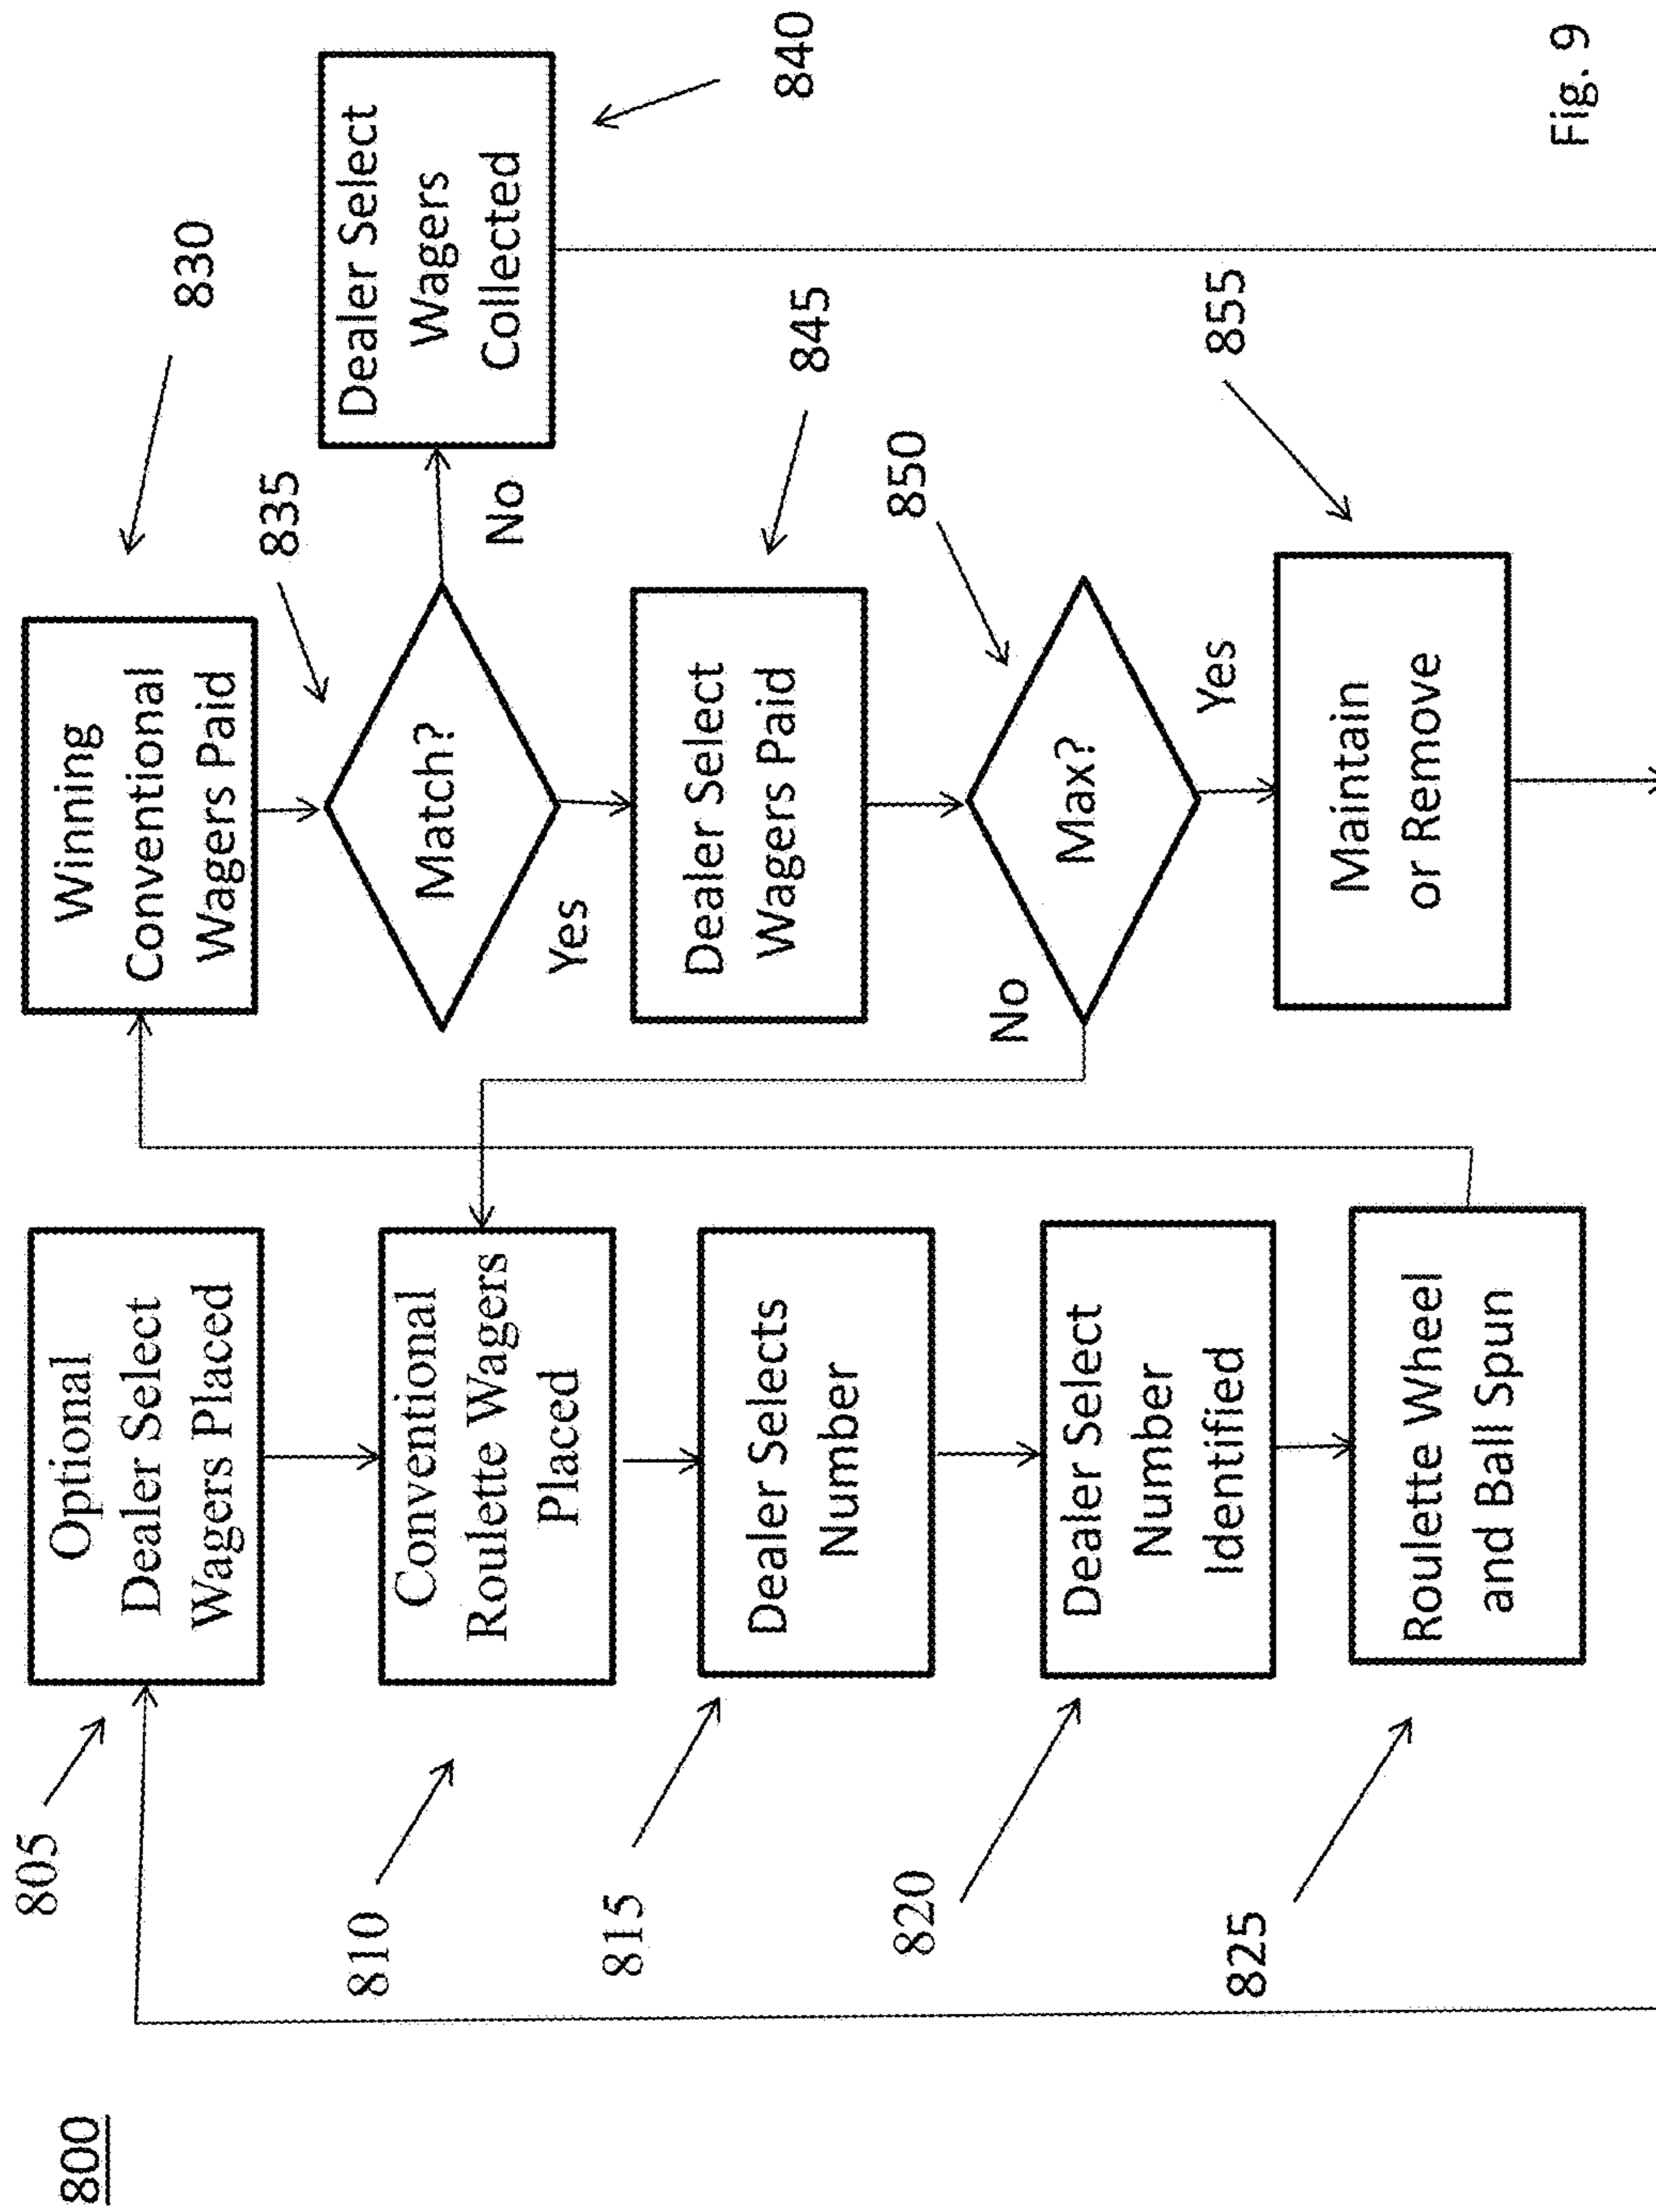 800
805
Optional
Dealer Select
Wagers Placed
810
Conventional
Roulette Wagers
Placed
815
Dealer Selects
Number
820
Dealer Select
Number
Identified
825
Roulette Wheel
and Ball Spun
830
Winning
Conventional
Wagers Paid
835
Match?
No
Yes
840
Dealer Select
Wagers
Collected
845
Dealer Select
Wagers Paid
850
Max?
No
Yes
855
Maintain
or Remove
Fig. 9